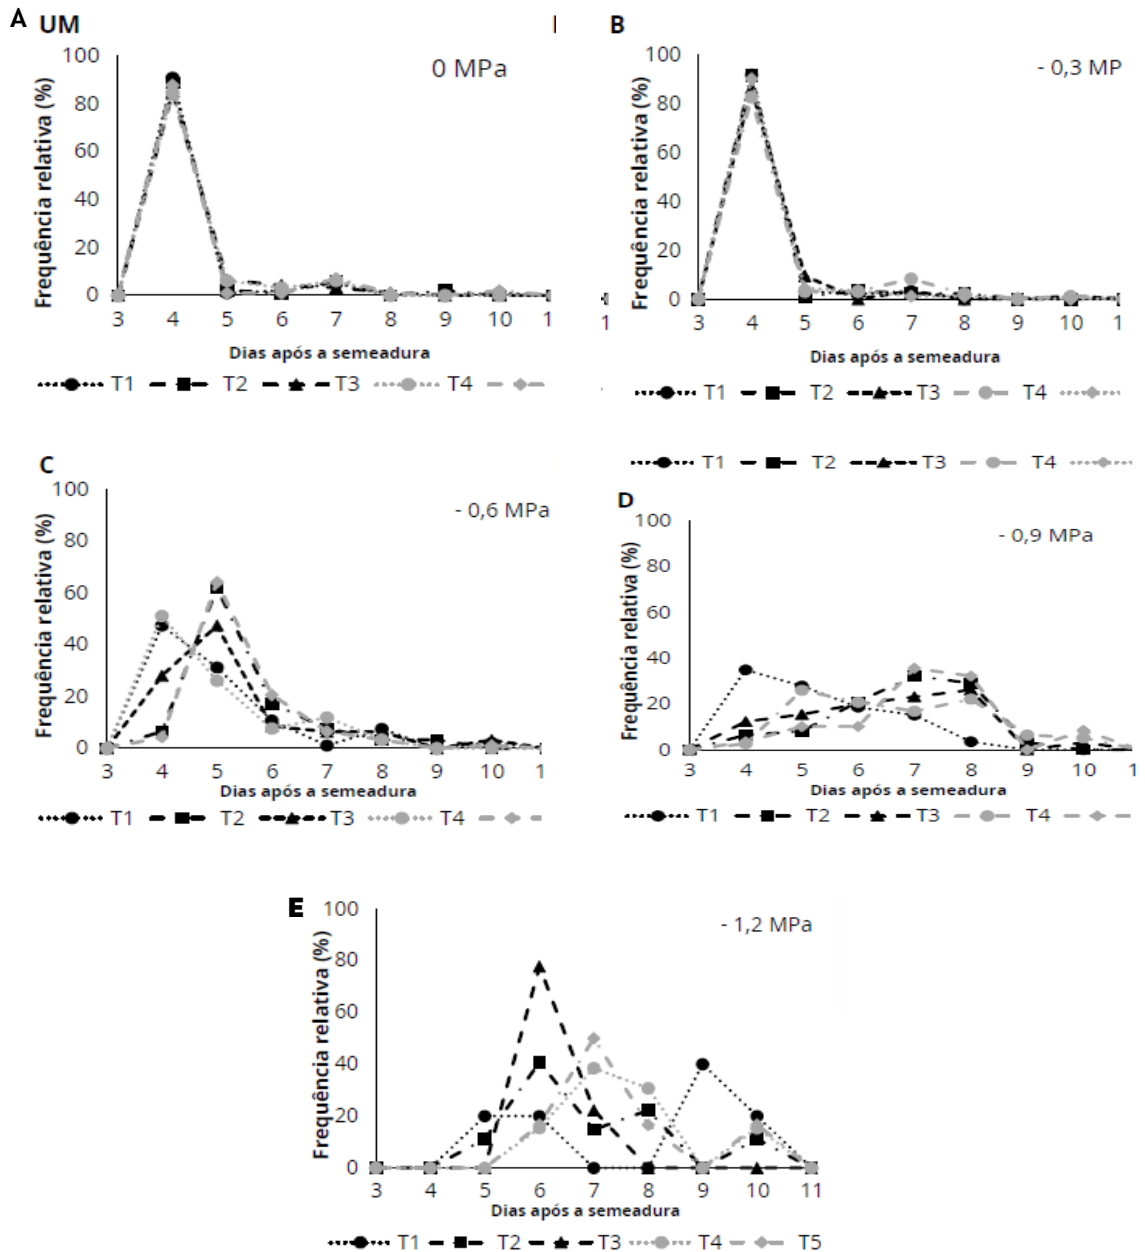 A UM
0 MPa
100
80
60
40
20
0
Frequência relativa (%)
3 4 5 6 7 8 9 10 1
Dias após a semeadura
T1 T2 T3 T4
B
- 0,3 MP
100
80
60
40
20
0
Frequência relativa (%)
1 3 4 5 6 7 8 9 10 1
Dias após a semeadura
T1 T2 T3 T4
T1 T2 T3 T4
C
- 0,6 MPa
100
80
60
40
20
0
Frequência relativa (%)
3 4 5 6 7 8 9 10 1
Dias após a semeadura
T1 T2 T3 T4
D
- 0,9 MPa
100
80
60
40
20
0
Frequência relativa (%)
3 4 5 6 7 8 9 10 1
Dias após a semeadura
T1 T2 T3 T4
E
- 1,2 MPa
100
80
60
40
20
0
Frequência relativa (%)
3 4 5 6 7 8 9 10 11
Dias após a semeadura
T1 T2 T3 T4 T5